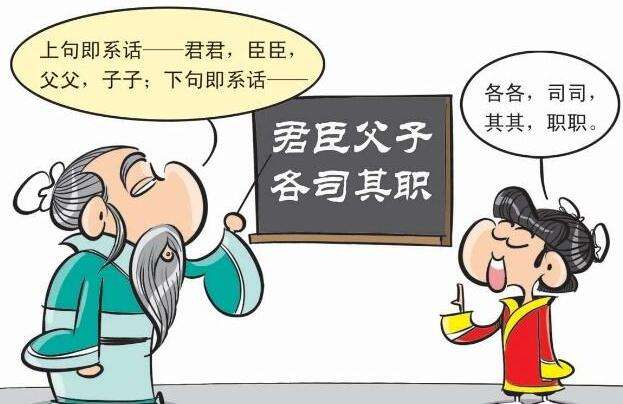 上句即系话——君君，臣臣，
父父，子子；下句即系话——
君臣父子
各司其职
各各，司司，
其其，职职。